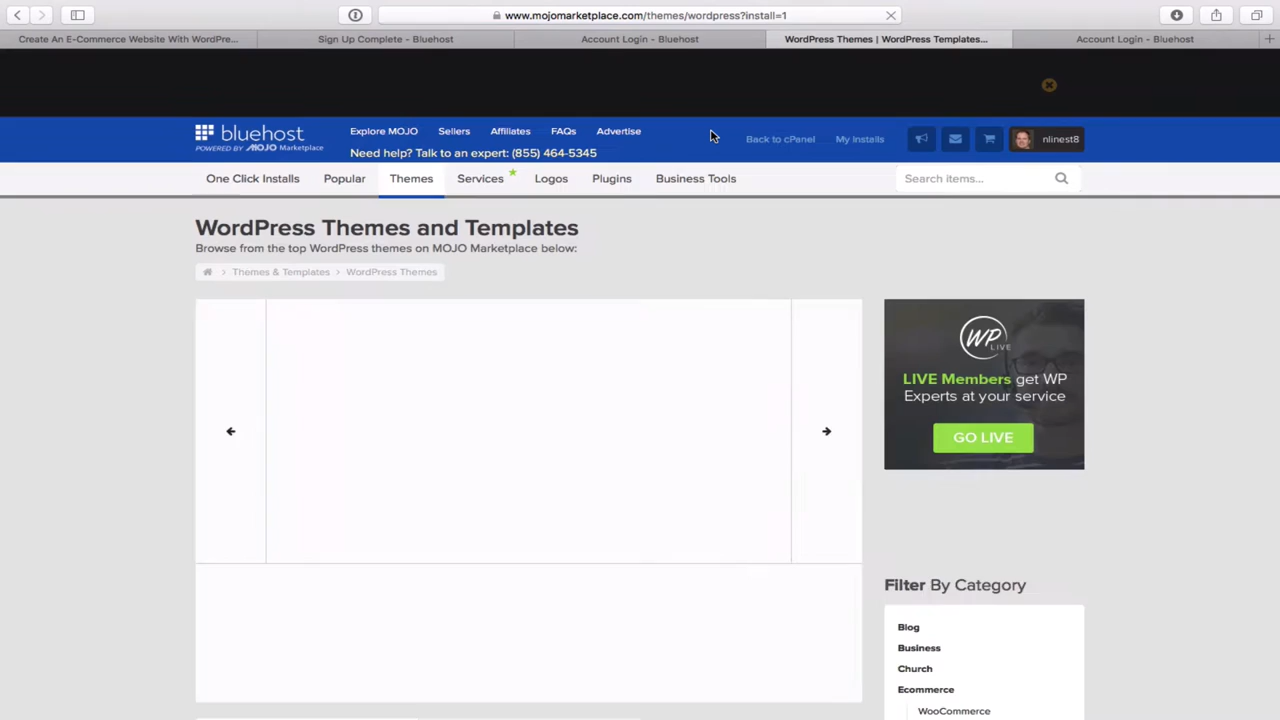 www.mojomarketplace.com/themes/wordpress?install=1
Create An E-Commerce Website With WordPre...
Sign Up Complete - Bluehost
Account Login - Bluehost
WordPress Themes | WordPress Templates...
Account Login - Bluehost
bluehost
POWERED BY MOJO Marketplace
Explore MOJO
Sellers
Affiliates
FAQs
Advertise
Need help? Talk to an expert: (855) 464-5345
Back to cPanel
My Installs
nlinest8
One Click Installs
Popular
Themes
Services
Logos
Plugins
Business Tools
Search items...
WordPress Themes and Templates
Browse from the top WordPress themes on MOJO Marketplace below:
Themes & Templates > WordPress Themes
WP
LIVE
LIVE Members get WP
Experts at your service
GO LIVE
Filter By Category
Blog
Business
Church
Ecommerce
WooCommerce